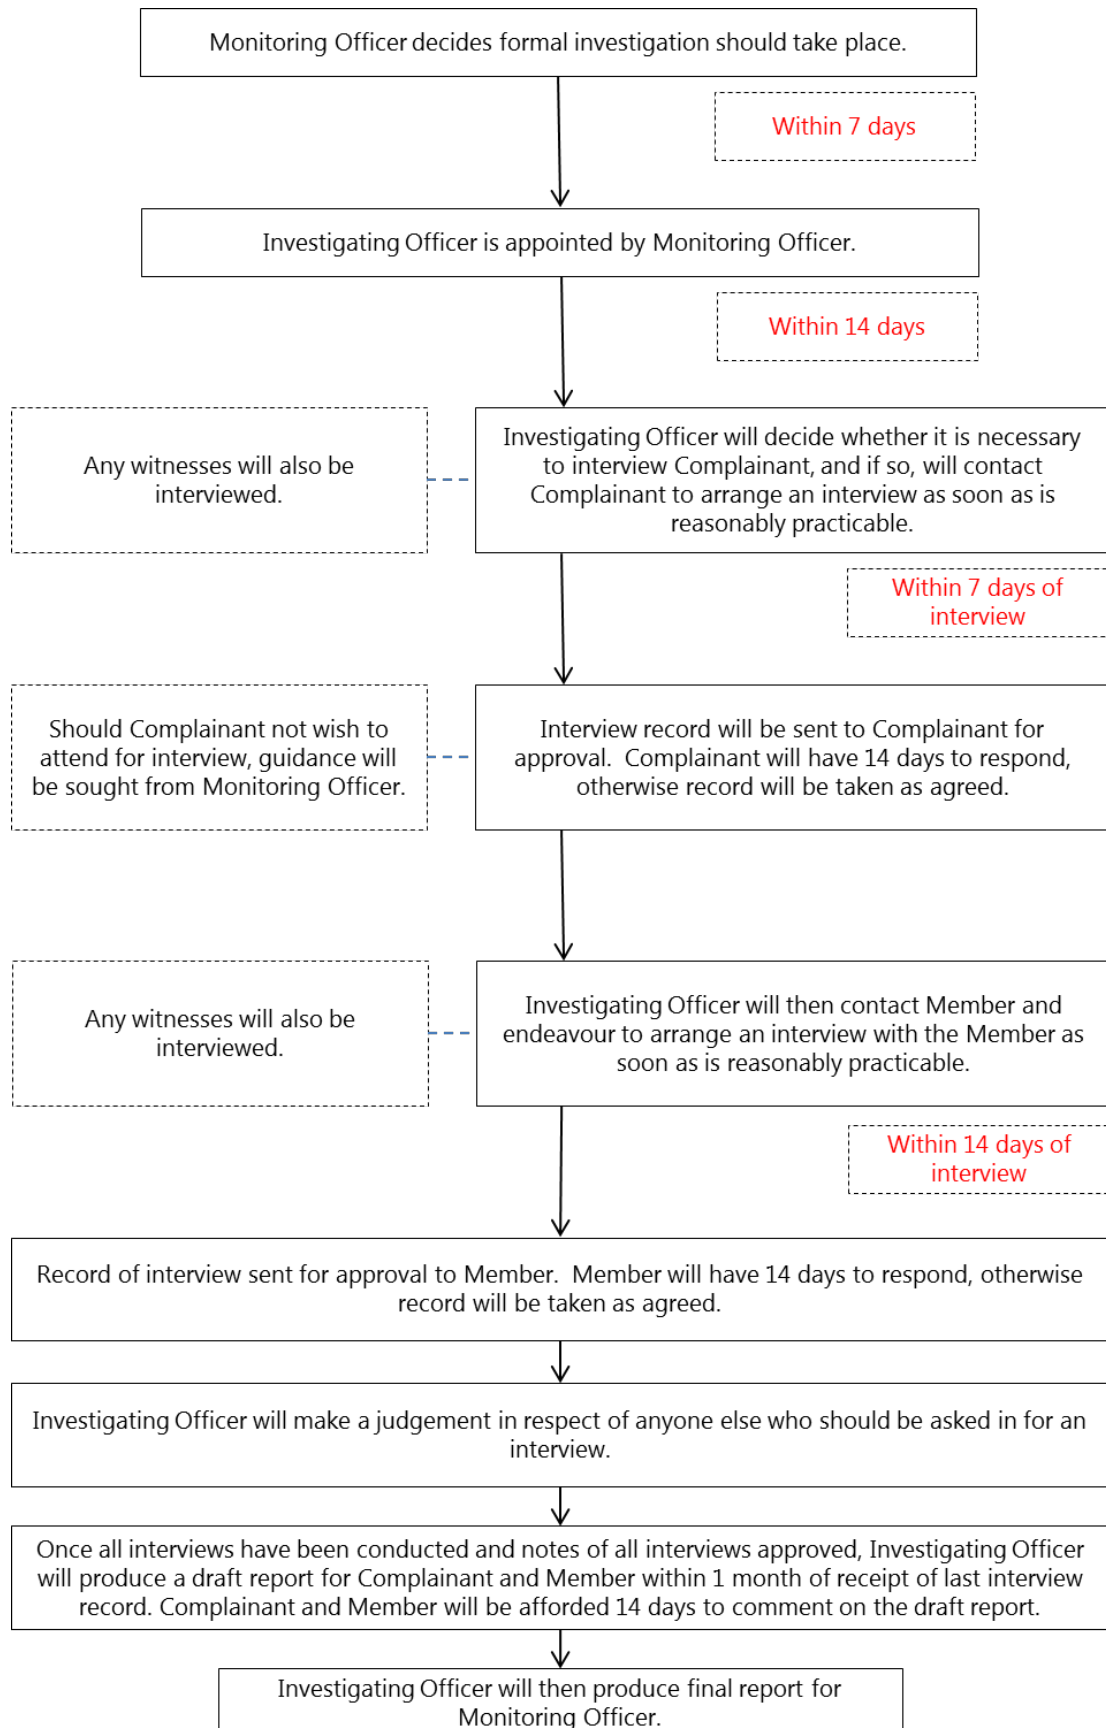 Monitoring Officer decides formal investigation should take place.
Within 7 days
Investigating Officer is appointed by Monitoring Officer.
Within 14 days
Any witnesses will also be
interviewed.
Investigating Officer will decide whether it is necessary
to interview Complainant, and if so, will contact
Complainant to arrange an interview as soon as is
reasonably practicable.
Within 7 days of
interview
Should Complainant not wish to
attend for interview, guidance will
be sought from Monitoring Officer.
Interview record will be sent to Complainant for
approval.  Complainant will have 14 days to respond,
otherwise record will be taken as agreed.
Any witnesses will also be
interviewed.
Investigating Officer will then contact Member and
endeavour to arrange an interview with the Member as
soon as is reasonably practicable.
Within 14 days of
interview
Record of interview sent for approval to Member.  Member will have 14 days to respond, otherwise
record will be taken as agreed.
Investigating Officer will make a judgement in respect of anyone else who should be asked in for an
interview.
Once all interviews have been conducted and notes of all interviews approved, Investigating Officer
will produce a draft report for Complainant and Member within 1 month of receipt of last interview
record. Complainant and Member will be afforded 14 days to comment on the draft report.
Investigating Officer will then produce final report for
Monitoring Officer.